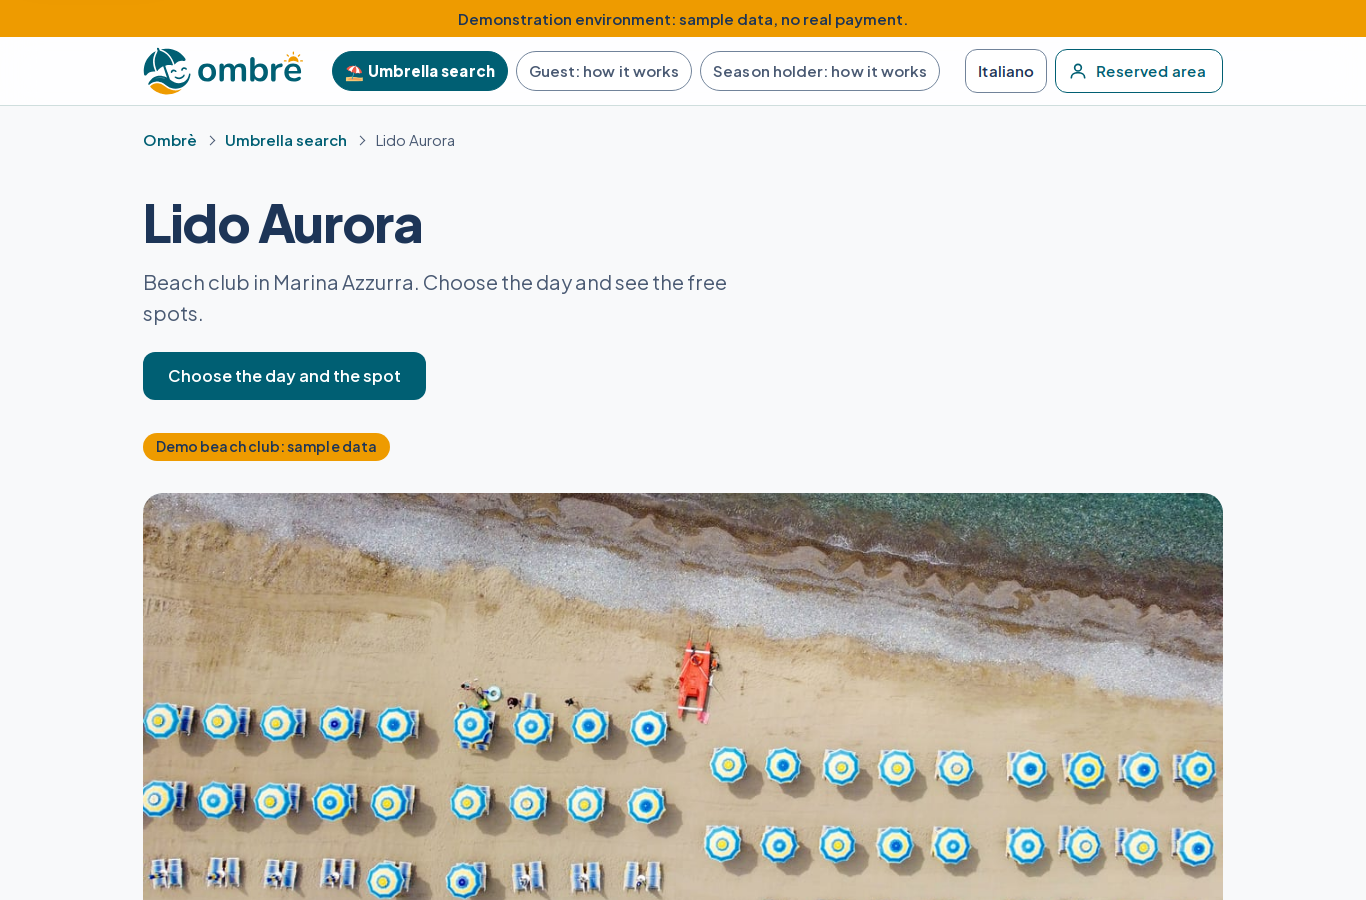 Demonstration environment: sample data, no real payment.
ombrè
Umbrella search
Guest: how it works
Season holder: how it works
Italiano
Reserved area
Ombrè > Umbrella search > Lido Aurora
Lido Aurora
Beach club in Marina Azzurra. Choose the day and see the free
spots.
Choose the day and the spot
Demo beach club: sample data